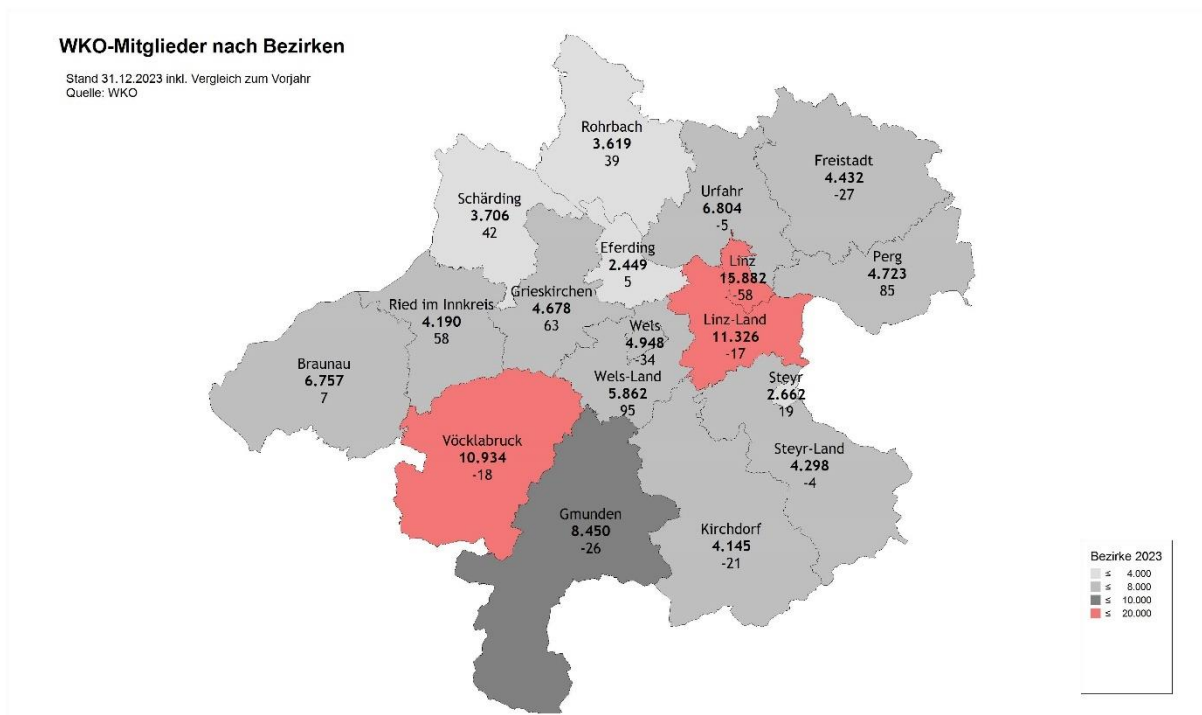 WKO-Mitglieder nach Bezirken
Stand 31.12.2023 inkl. Vergleich zum Vorjahr
Quelle: WKO
Rohrbach
3.619
39
Freistadt
4.432
-27
Urfahr
6.804
-5
Schärding
3.706
42
Eferding
2.449
5
Linz
15.882
-58
Perg
4.723
85
Ried im Innkreis
4.190
58
Grieskirchen
4.678
63
Wels
4.948
-34
Linz-Land
11.326
-17
Braunau
6.757
7
Wels-Land
5.862
95
Steyr
2.662
19
Vöcklabruck
10.934
-18
Steyr-Land
4.298
-4
Gmunden
8.450
-26
Kirchdorf
4.145
-21
Bezirke 2023
≤ 4.000
≤ 8.000
≤ 10.000
≤ 20.000